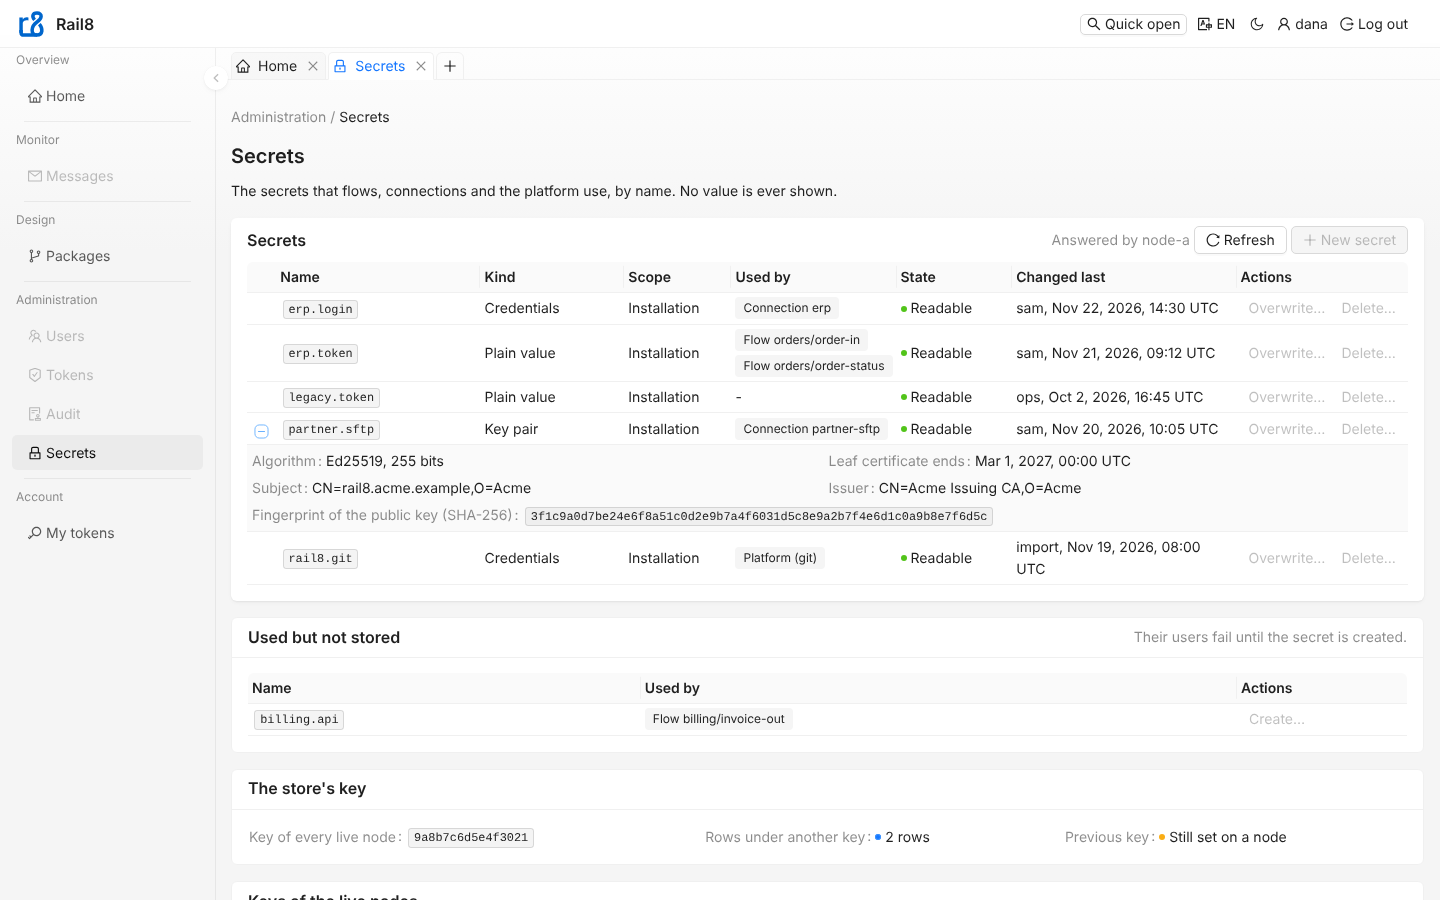 Rail8
Quick open
EN
dana
Log out
Overview
Home
Monitor
Messages
Design
Packages
Administration
Users
Tokens
Audit
Secrets
Account
My tokens
Home
Secrets
Administration / Secrets
Secrets
The secrets that flows, connections and the platform use, by name. No value is ever shown.
Secrets
Answered by node-a
Refresh
New secret
Name Kind Scope Used by State Changed last Actions
erp.login Credentials Installation Connection erp Readable sam, Nov 22, 2026, 14:30 UTC Overwrite... Delete...
erp.token Plain value Installation Flow orders/order-in Flow orders/order-status Readable sam, Nov 21, 2026, 09:12 UTC Overwrite... Delete...
legacy.token Plain value Installation - Readable ops, Oct 2, 2026, 16:45 UTC Overwrite... Delete...
partner.sftp Key pair Installation Connection partner-sftp Readable sam, Nov 20, 2026, 10:05 UTC Overwrite... Delete...
Algorithm: Ed25519, 255 bits Leaf certificate ends: Mar 1, 2027, 00:00 UTC
Subject: CN=rail8.acme.example,O=Acme Issuer: CN=Acme Issuing CA,O=Acme
Fingerprint of the public key (SHA-256): 3f1c9a0d7be24e6f8a51c0d2e9b7a4f6031d5c8e9a2b7f4e6d1c0a9b8e7f6d5c
rail8.git Credentials Installation Platform (git) Readable import, Nov 19, 2026, 08:00 UTC Overwrite... Delete...
Used but not stored
Their users fail until the secret is created.
Name Used by Actions
billing.api Flow billing/invoice-out Create...
The store's key
Key of every live node: 9a8b7c6d5e4f3021 Rows under another key: 2 rows Previous key: Still set on a node
Keys of the live nodes